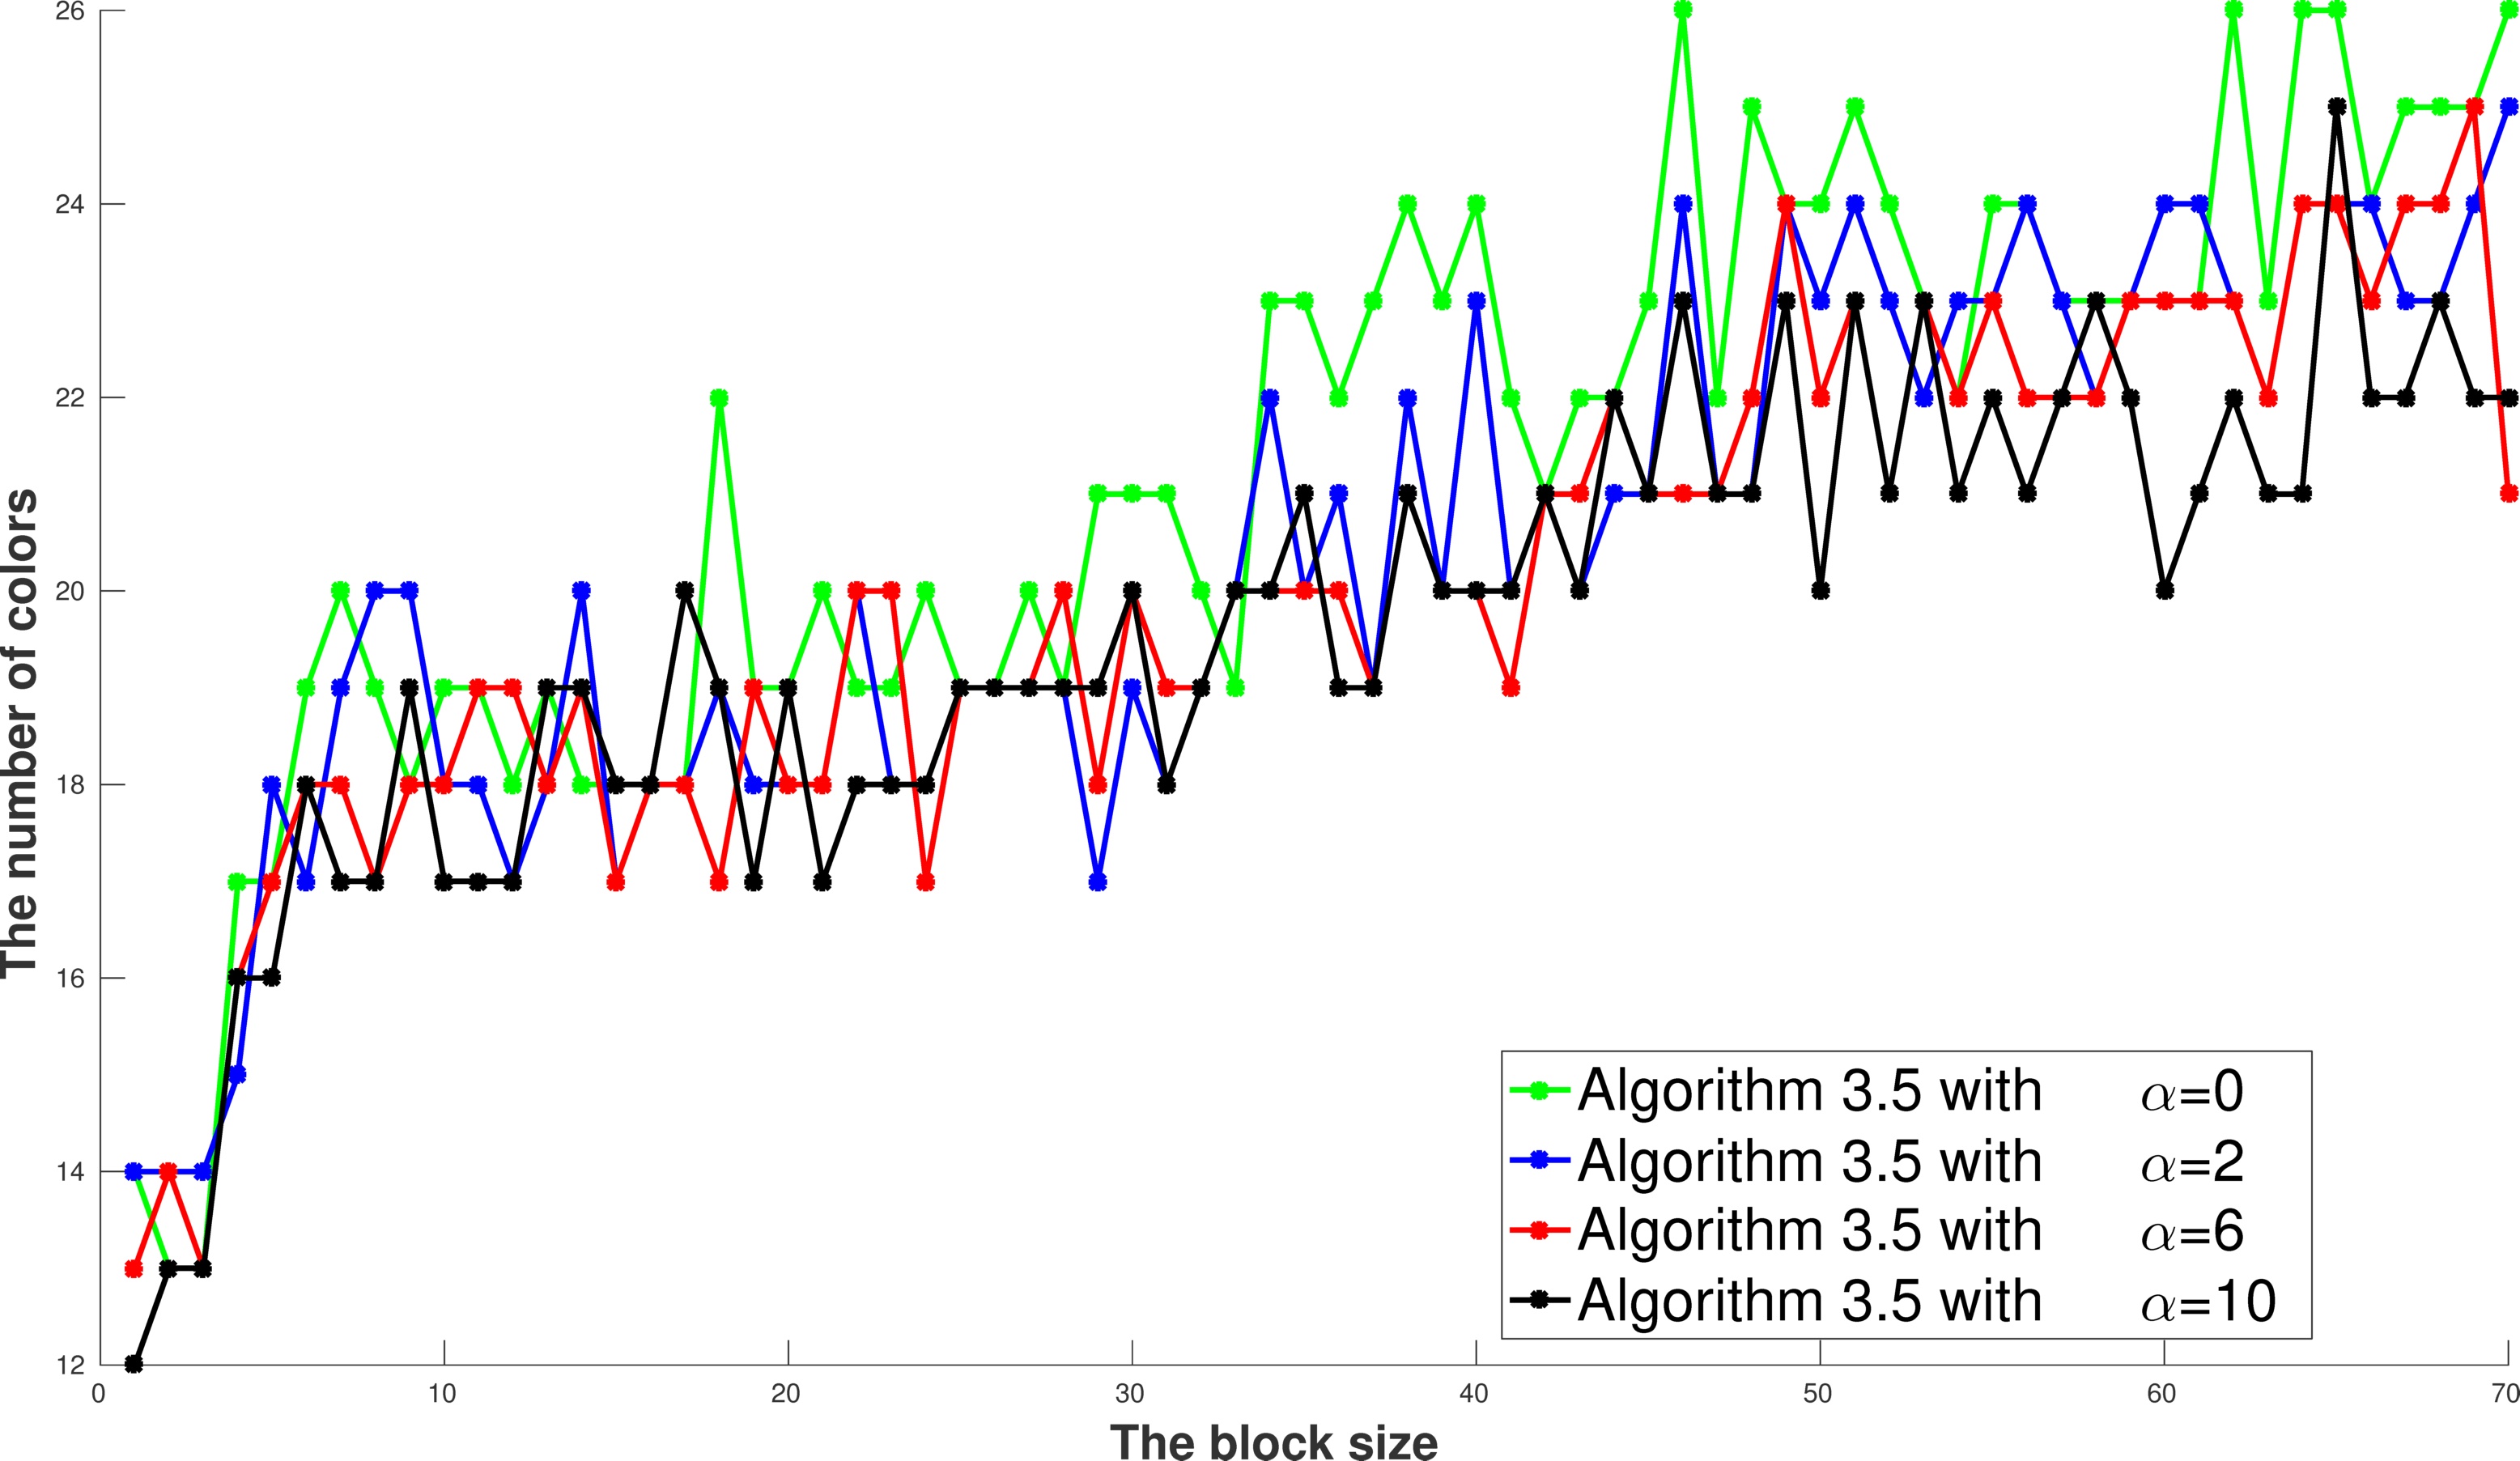 26
24
22
20
18
16
14
12
The number of colors
0 10 20 30 40 50 60 70
The block size
Algorithm 3.5 with α=0
Algorithm 3.5 with α=2
Algorithm 3.5 with α=6
Algorithm 3.5 with α=10